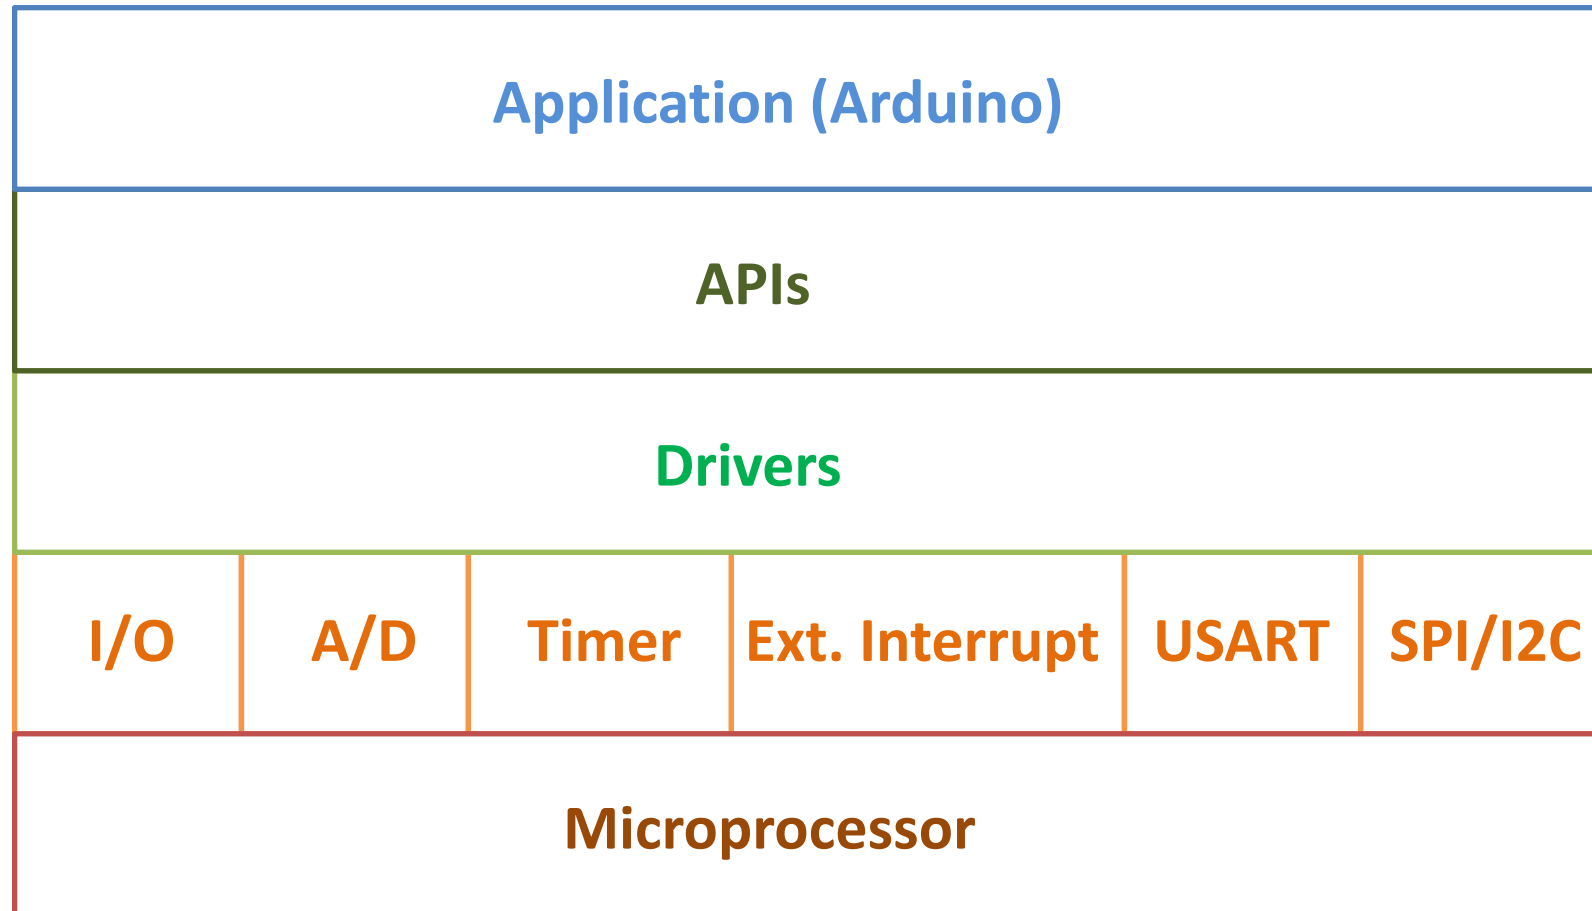 Application (Arduino)
APIs
Drivers
I/O A/D Timer Ext. Interrupt USART SPI/I2C
Microprocessor